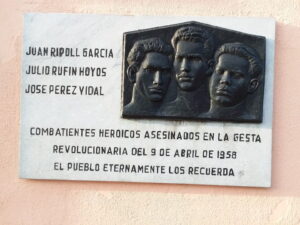 JUAN RIPOLL GARCIA
JULIO RUFIN HOYOS
JOSE PEREZ VIDAL
COMBATIENTES HEROICOS ASESINADOS EN LA GESTA
REVOLUCIONARIA DEL 9 DE ABRIL DE 1958
EL PUEBLO ETERNAMENTE LOS RECUERDA